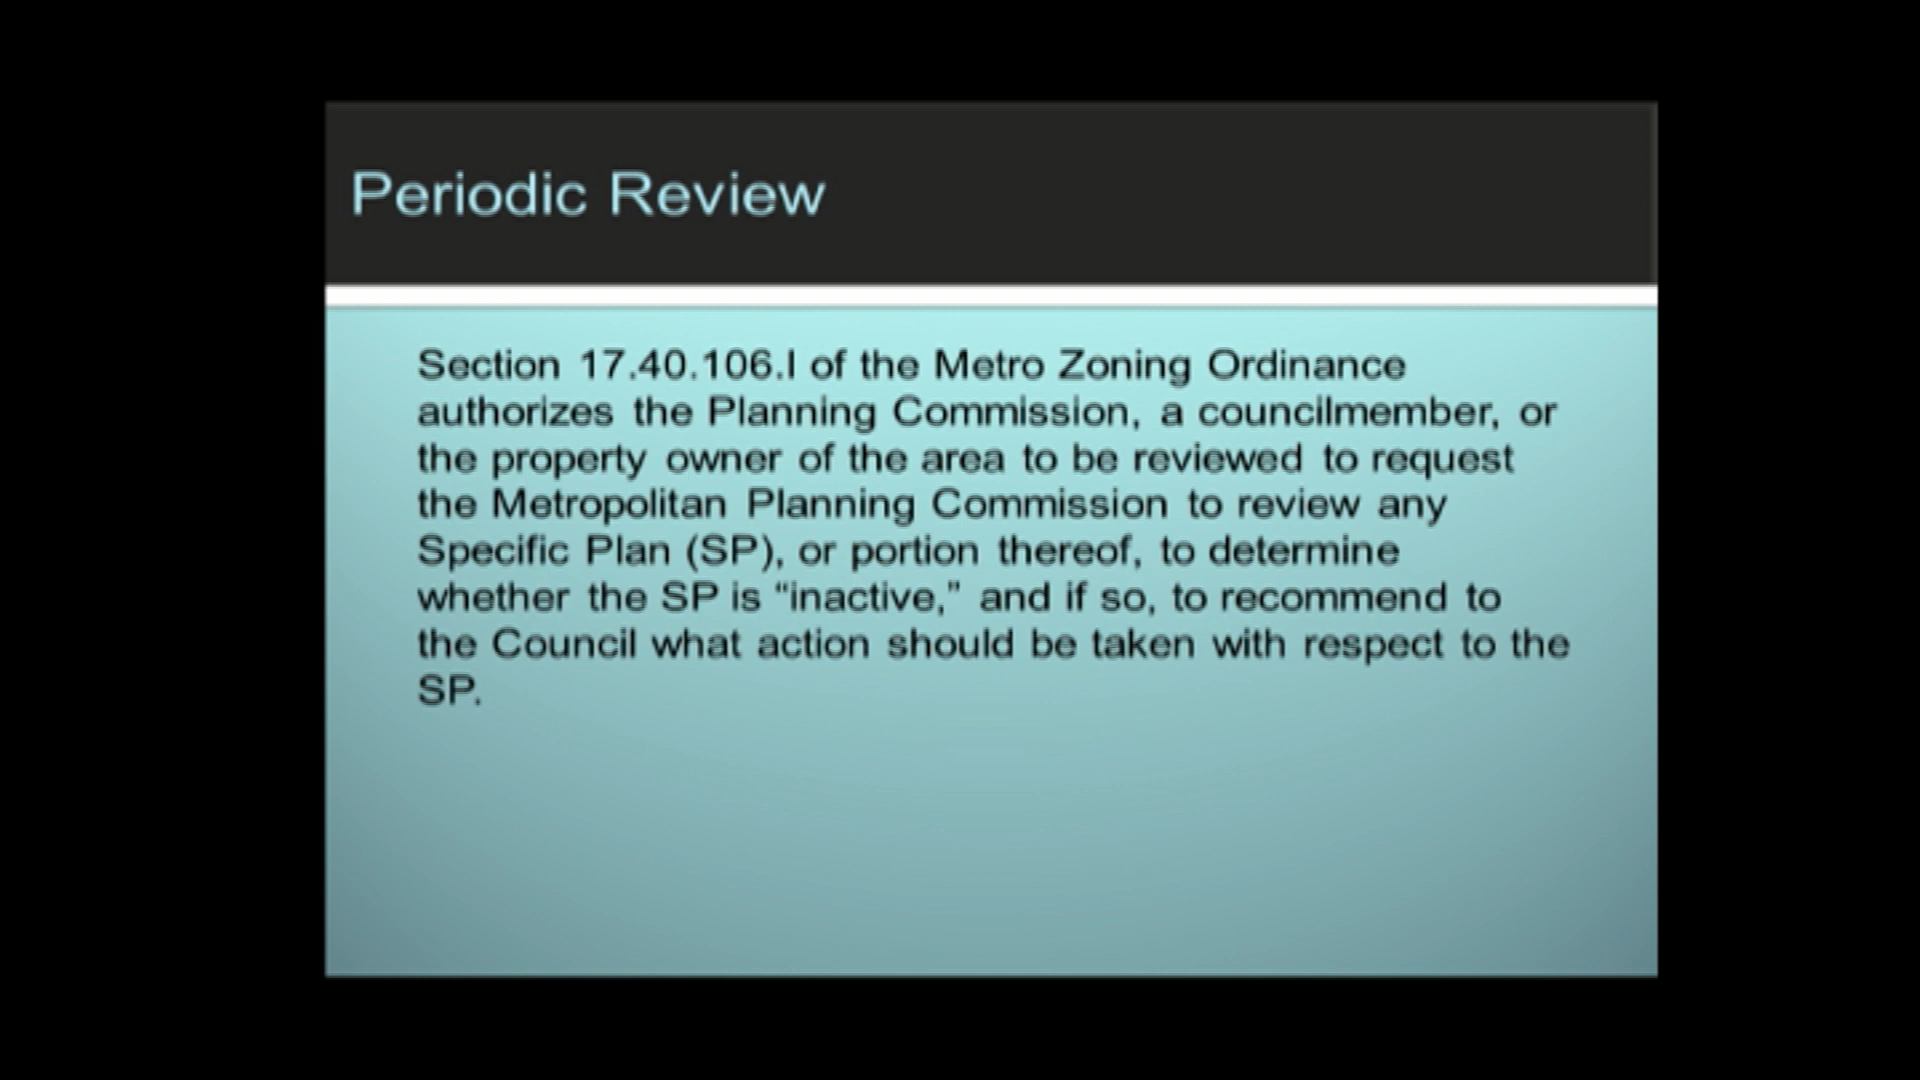 Periodic Review
Section 17.40.106.I of the Metro Zoning Ordinance
authorizes the Planning Commission, a councilmember, or
the property owner of the area to be reviewed to request
the Metropolitan Planning Commission to review any
Specific Plan (SP), or portion thereof, to determine
whether the SP is “inactive,” and if so, to recommend to
the Council what action should be taken with respect to the
SP.